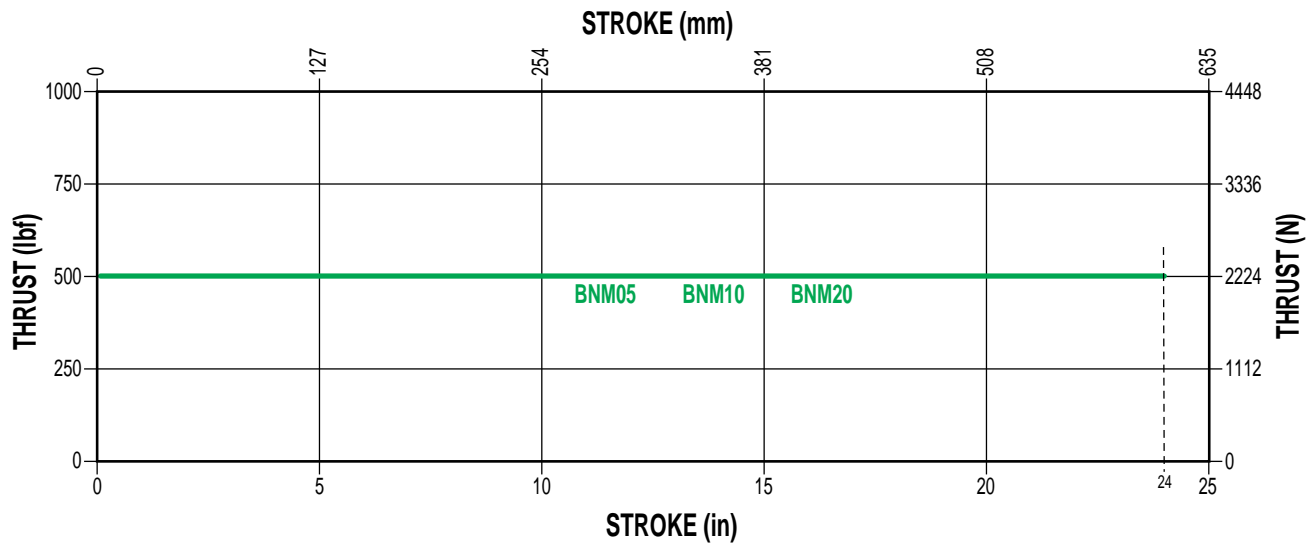 STROKE (mm)
0 127 254 381 508 635
1000 4448
750 3336
THRUST (lbf) THRUST (N)
500 2224
BNM05 BNM10 BNM20
250 1112
0 0
0 5 10 15 20 24 25
STROKE (in)